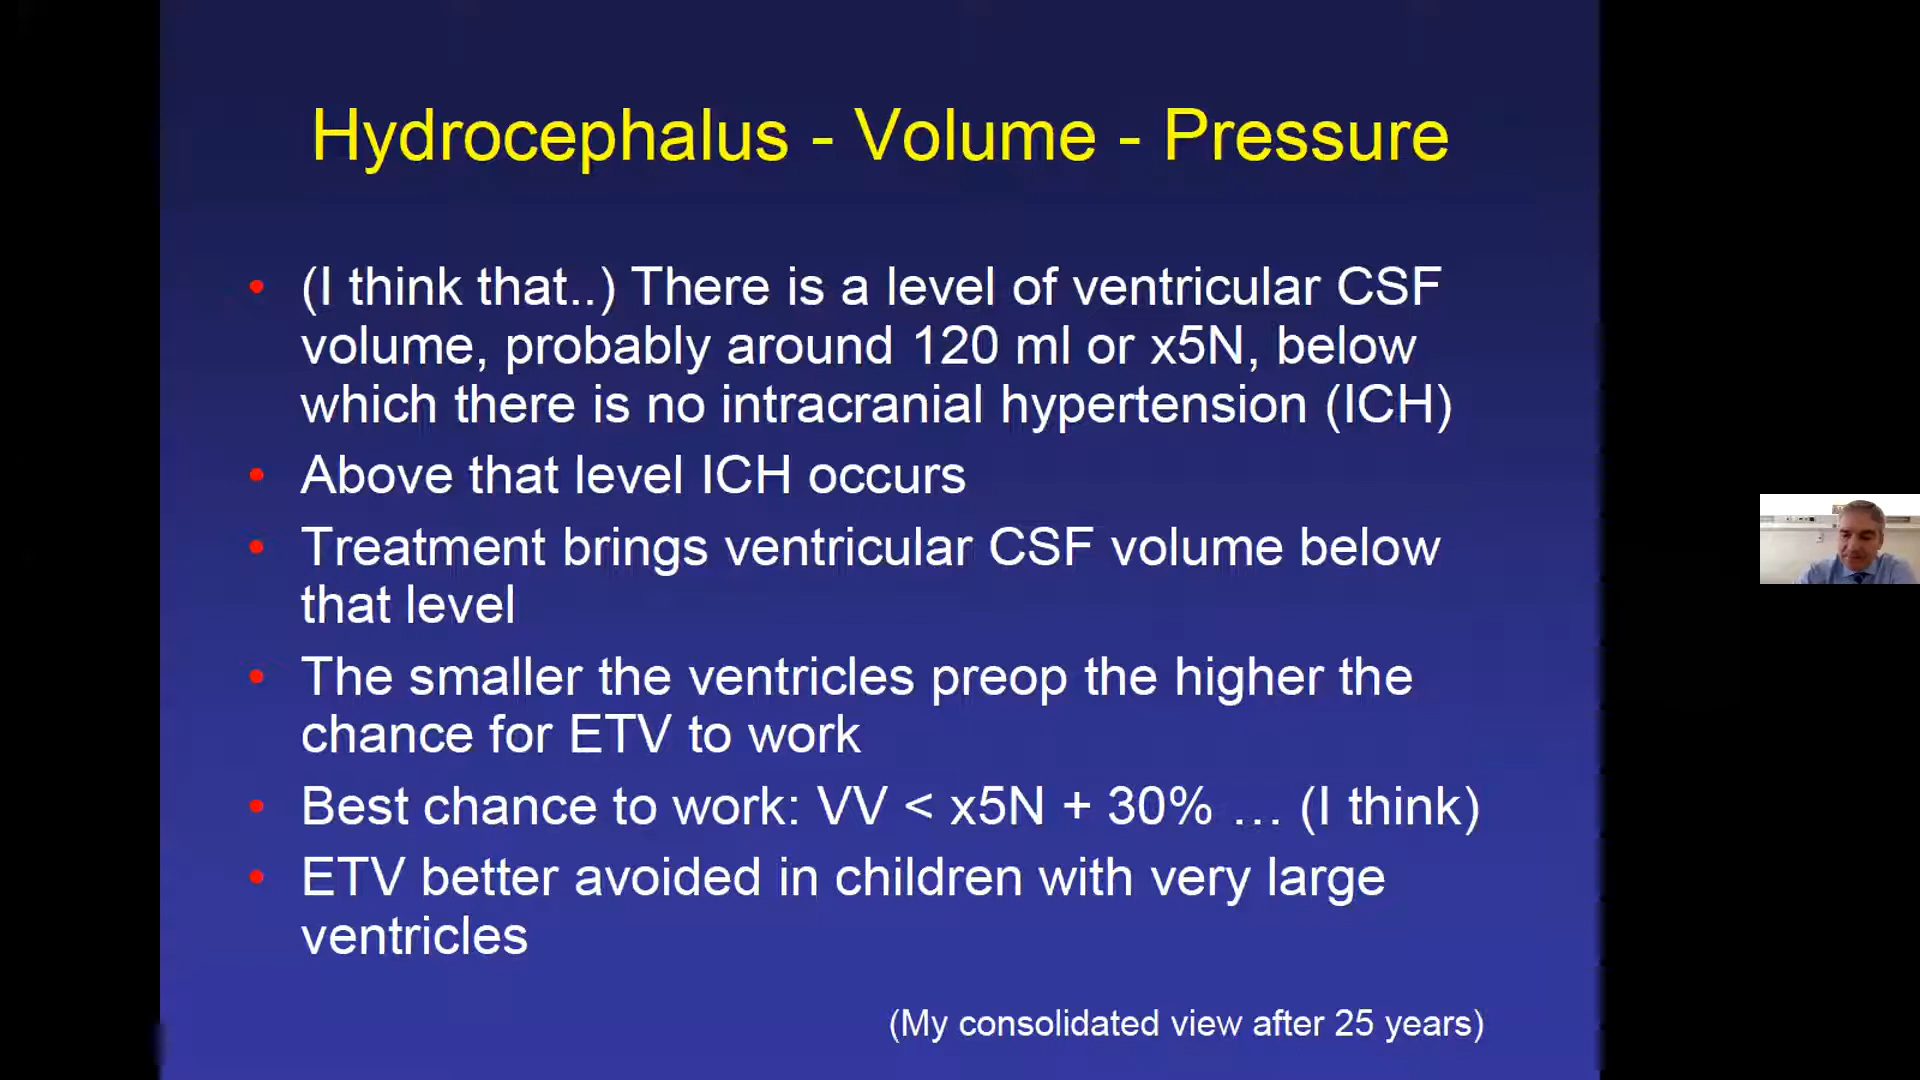 Hydrocephalus - Volume - Pressure
• (I think that..) There is a level of ventricular CSF
volume, probably around 120 ml or x5N, below
which there is no intracranial hypertension (ICH)
• Above that level ICH occurs
• Treatment brings ventricular CSF volume below
that level
• The smaller the ventricles preop the higher the
chance for ETV to work
• Best chance to work: VV < x5N + 30% … (I think)
• ETV better avoided in children with very large
ventricles
(My consolidated view after 25 years)